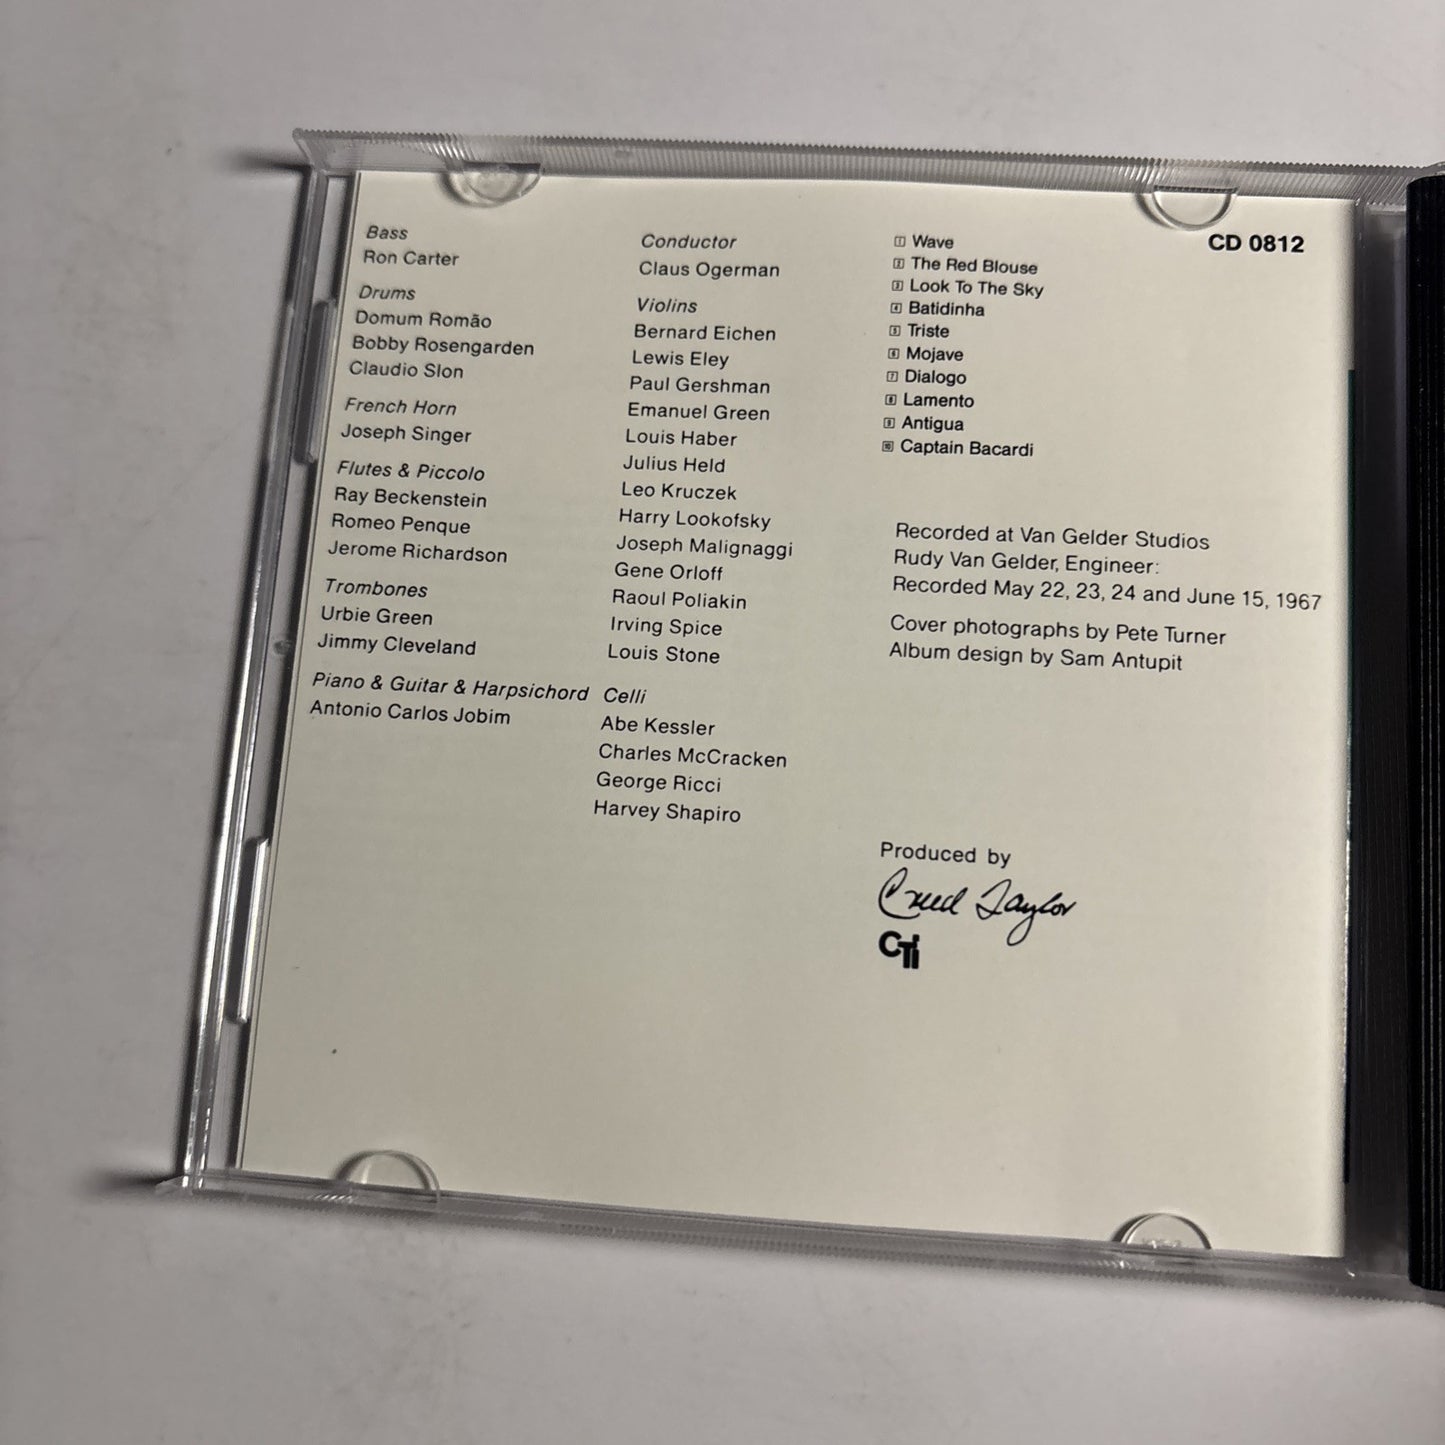 Bass
Ron Carter
Drums
Domum Romão
Bobby Rosengarden
Claudio Slon
French Horn
Joseph Singer
Flutes & Piccolo
Ray Beckenstein
Romeo Penque
Jerome Richardson
Trombones
Urbie Green
Jimmy Cleveland
Piano & Guitar & Harpsichord
Antonio Carlos Jobim
Conductor
Claus Ogerman
Violins
Bernard Eichen
Lewis Eley
Paul Gershman
Emanuel Green
Louis Haber
Julius Held
Leo Kruczek
Harry Lookofsky
Joseph Malignaggi
Gene Orloff
Raoul Poliakin
Irving Spice
Louis Stone
Celli
Abe Kessler
Charles McCracken
George Ricci
Harvey Shapiro
CD 0812
1 Wave
2 The Red Blouse
3 Look To The Sky
4 Batidinha
5 Triste
6 Mojave
7 Dialogo
8 Lamento
9 Antigua
10 Captain Bacardi
Recorded at Van Gelder Studios
Rudy Van Gelder, Engineer:
Recorded May 22, 23, 24 and June 15, 1967
Cover photographs by Pete Turner
Album design by Sam Antupit
Produced by
Creed Taylor
CTi